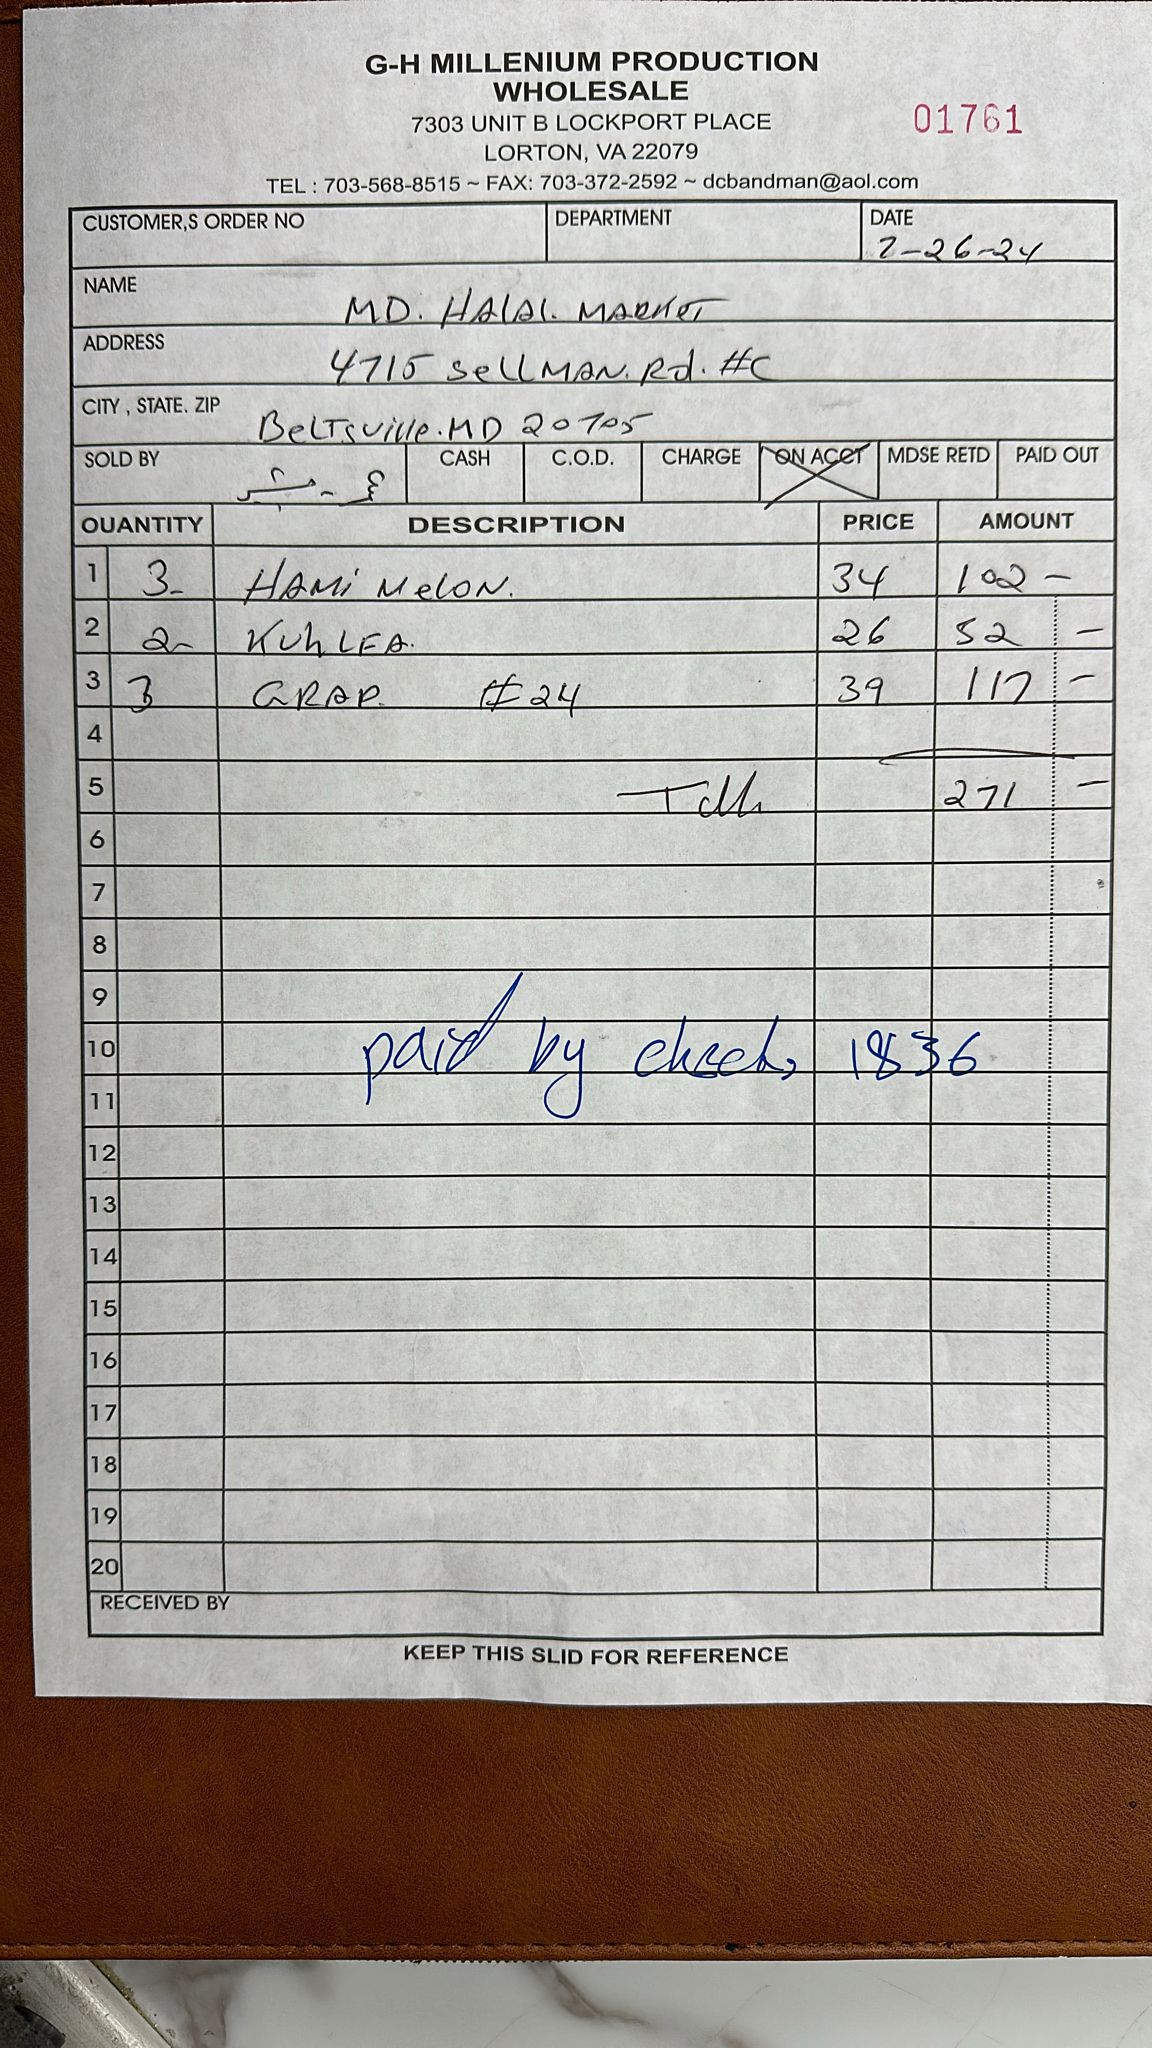 G-H MILLENIUM PRODUCTION
WHOLESALE
01761
7303 UNIT B LOCKPORT PLACE
LORTON, VA 22079
TEL : 703-568-8515 ~ FAX: 703-372-2592 ~ dcbandman@aol.com
CUSTOMER,S ORDER NO DEPARTMENT DATE
-26-24
NAME MD. HALAL. MARKET
ADDRESS 4715 SellMAN. Rd. #C
CITY , STATE. ZIP BeLTsville. MD 20705
SOLD BY CASH C.O.D. CHARGE ON ACCT MDSE RETD PAID OUT
QUANTITY DESCRIPTION PRICE AMOUNT
1 3- HAMi MeloN. 34 102 –
2 2- 26 52 –
3 3 GRAP. #24 39 117 –
4
5 271 –
6
7
8
9
10 paid by check, 1836
11
12
13
14
15
16
17
18
19
20
RECEIVED BY
KEEP THIS SLID FOR REFERENCE